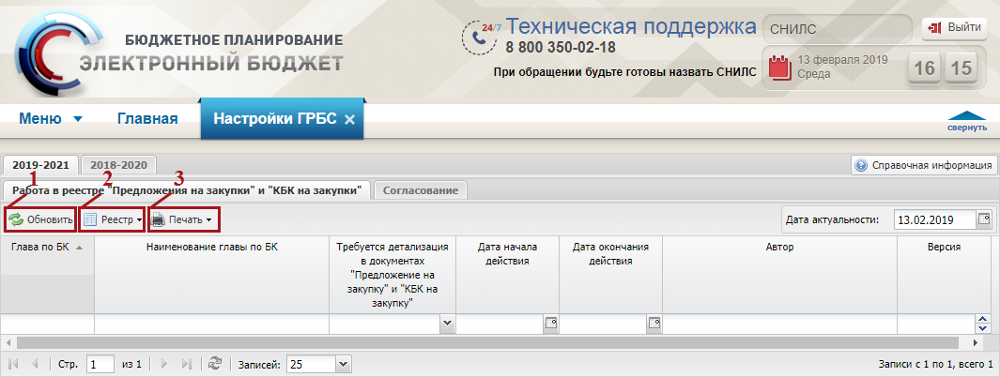 24/7 Техническая поддержка
8 800 350-02-18
При обращении будьте готовы назвать СНИЛС
БЮДЖЕТНОЕ ПЛАНИРОВАНИЕ
ЭЛЕКТРОННЫЙ БЮДЖЕТ
СНИЛС
Выйти
13 февраля 2019
Среда
16 15
Меню Главная Настройки ГРБС
свернуть
2019-2021 2018-2020
Справочная информация
1 2 3
Работа в реестре "Предложения на закупки" и "КБК на закупки" Согласование
Обновить Реестр Печать
Дата актуальности: 13.02.2019
Глава по БК
Наименование главы по БК
Требуется детализация
в документах
"Предложение на
закупку" и "КБК на
закупку"
Дата начала
действия
Дата окончания
действия
Автор
Версия
Стр. 1 из 1 Записей: 25 Записи с 1 по 1, всего 1